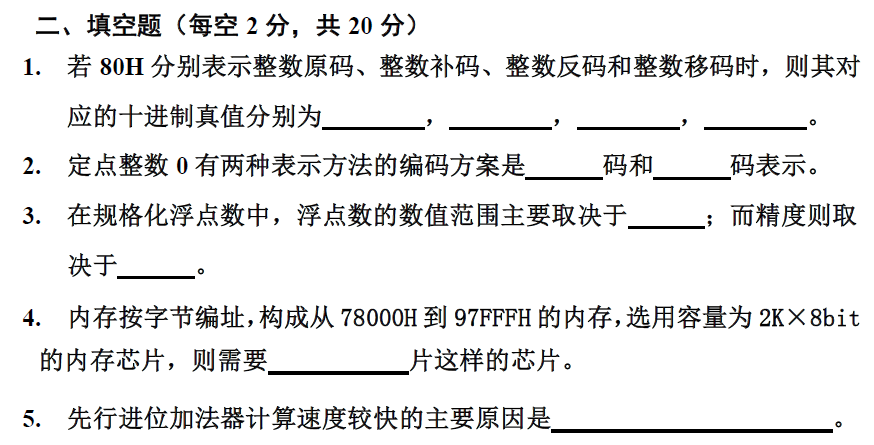 二、填空题（每空 2 分，共 20 分）
1. 若 80H 分别表示整数原码、整数补码、整数反码和整数移码时，则其对
应的十进制真值分别为________，________，________，________。
2. 定点整数 0 有两种表示方法的编码方案是______码和______码表示。
3. 在规格化浮点数中，浮点数的数值范围主要取决于______；而精度则取
决于______。
4. 内存按字节编址，构成从 78000H 到 97FFFH 的内存，选用容量为 2K×8bit
的内存芯片，则需要___________片这样的芯片。
5. 先行进位加法器计算速度较快的主要原因是______________________。